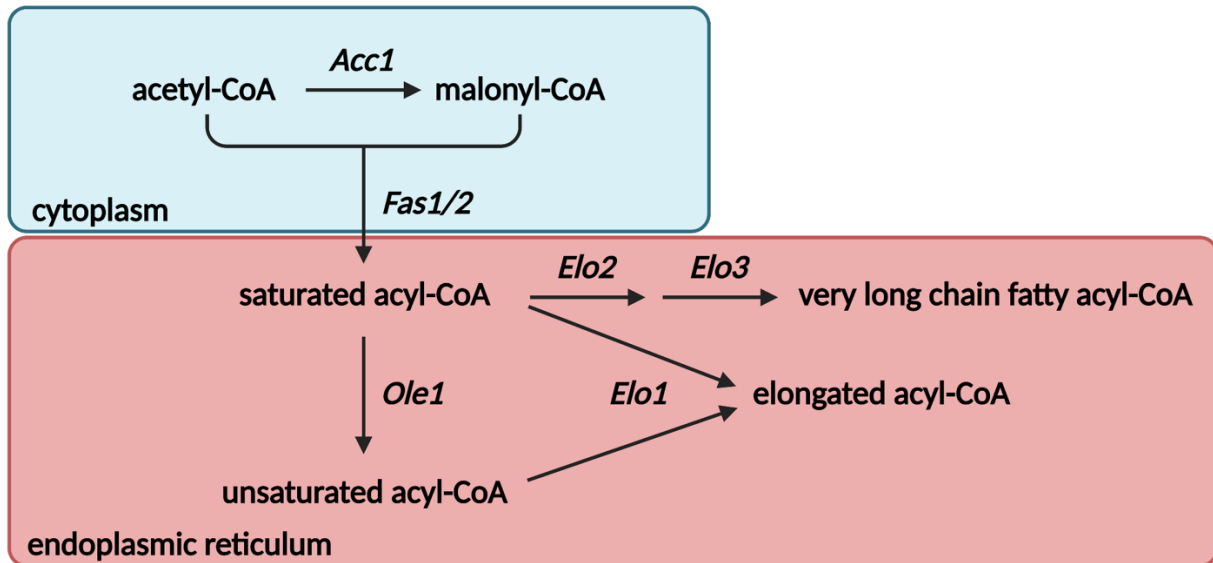 Acc1
acetyl-CoA
malonyl-CoA
Fas1/2
cytoplasm
Elo2
Elo3
saturated acyl-CoA
very long chain fatty acyl-CoA
Ole1
Elo1
elongated acyl-CoA
unsaturated acyl-CoA
endoplasmic reticulum